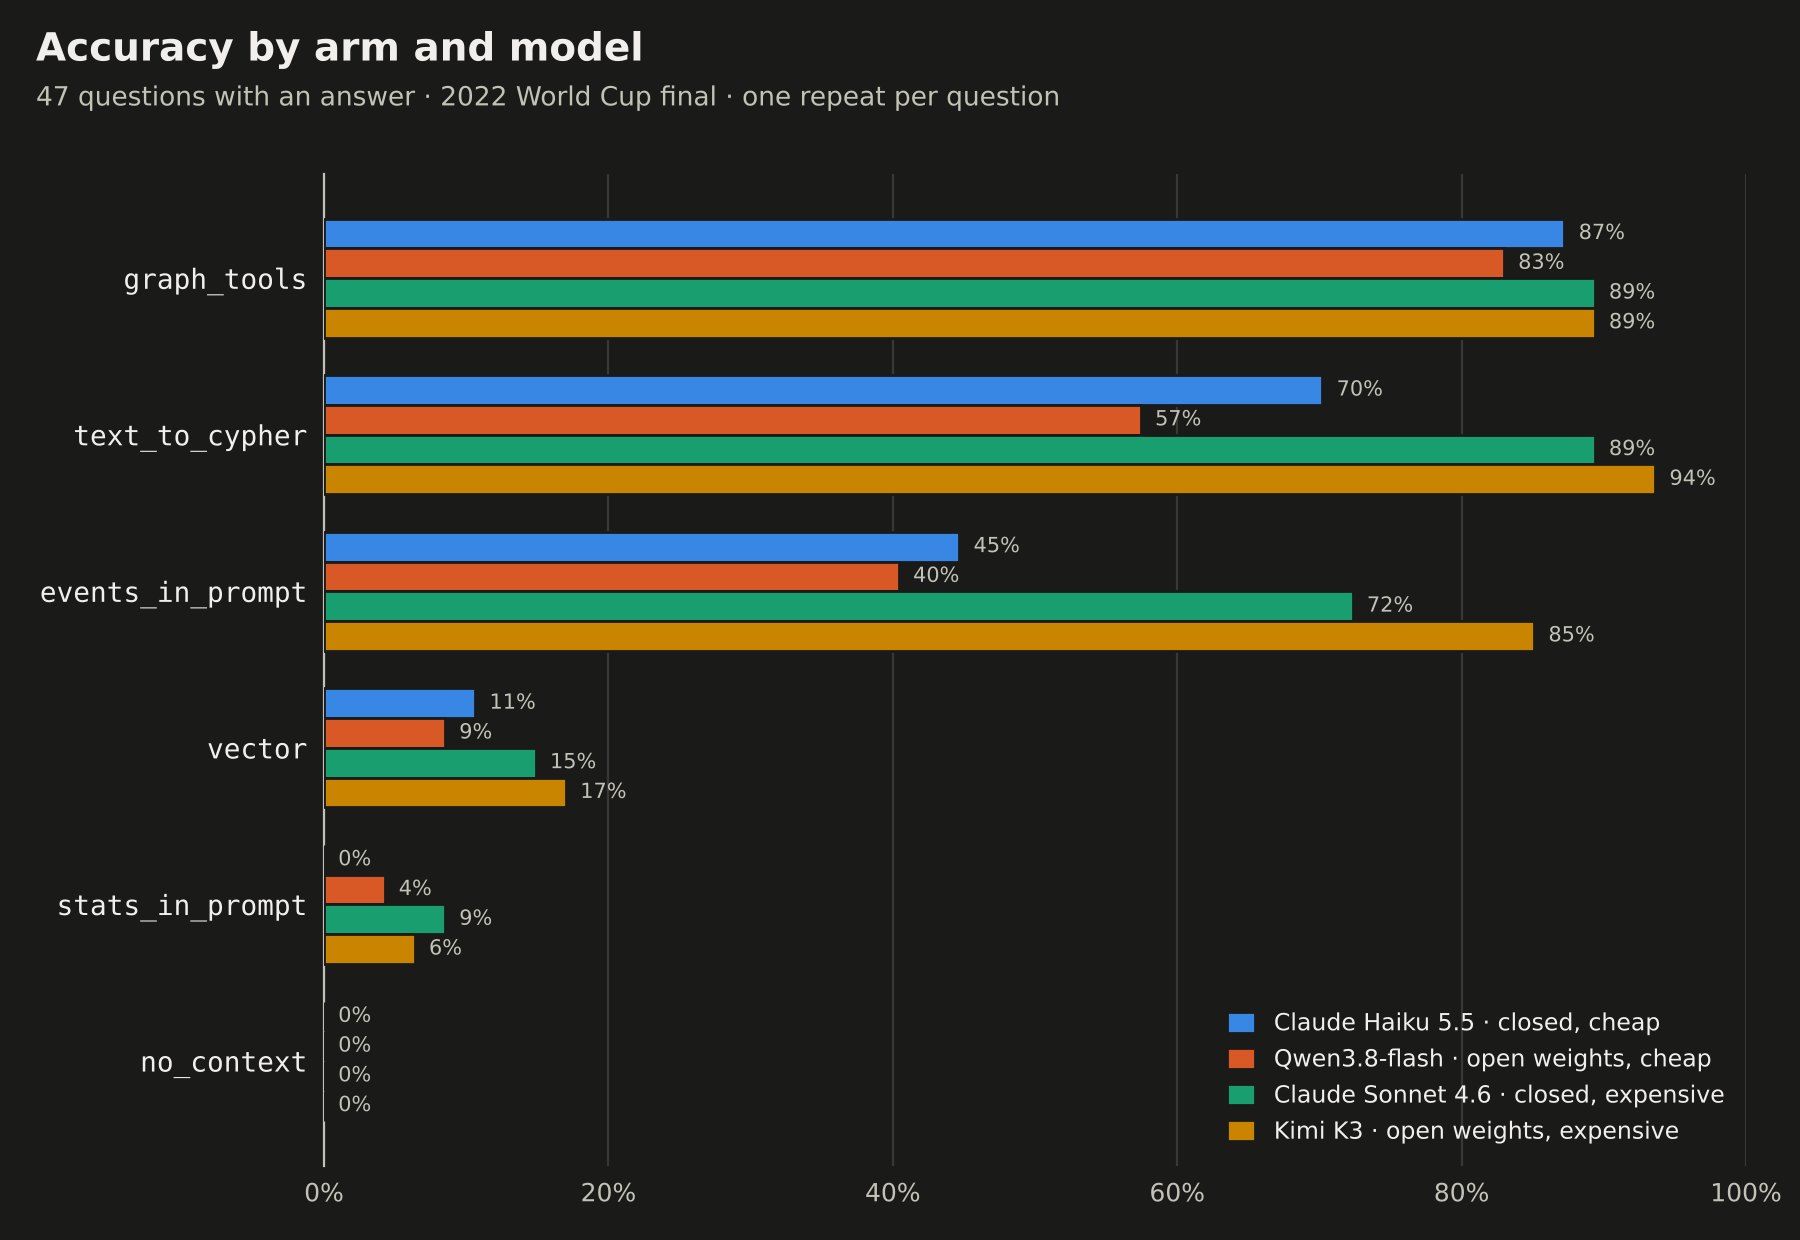 Accuracy by arm and model
47 questions with an answer · 2022 World Cup final · one repeat per question
graph_tools
87%
83%
89%
89%
text_to_cypher
70%
57%
89%
94%
events_in_prompt
45%
40%
72%
85%
vector
11%
9%
15%
17%
stats_in_prompt
0%
4%
9%
6%
no_context
0%
0%
0%
0%
Claude Haiku 5.5 · closed, cheap
Qwen3.8-flash · open weights, cheap
Claude Sonnet 4.6 · closed, expensive
Kimi K3 · open weights, expensive
0% 20% 40% 60% 80% 100%